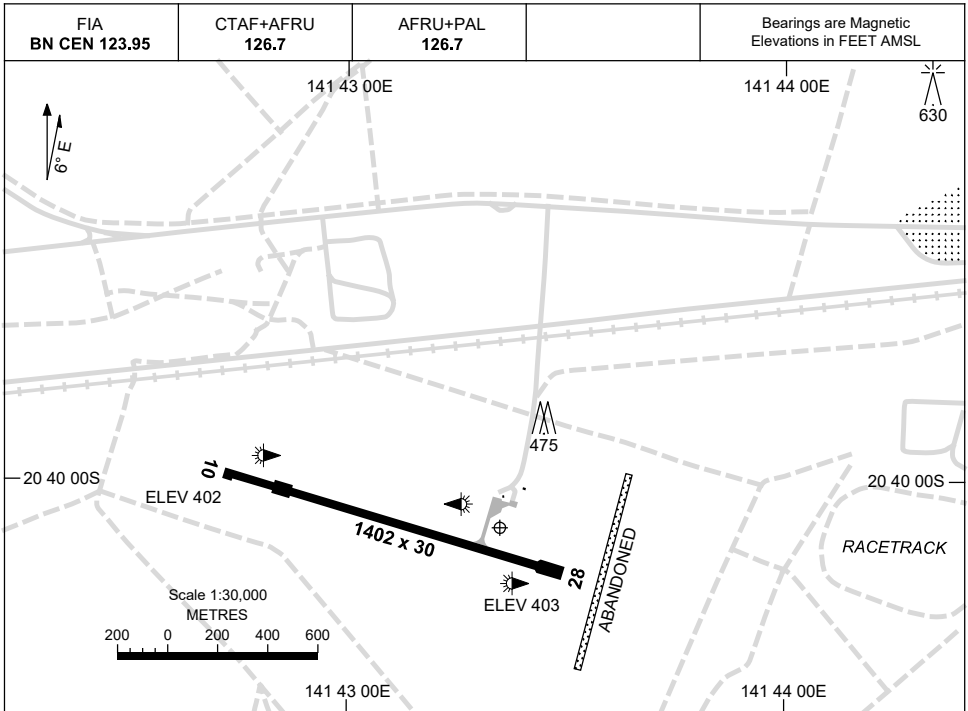 FIA
BN CEN 123.95
CTAF+AFRU
126.7
AFRU+PAL
126.7
Bearings are Magnetic
Elevations in FEET AMSL
141 43 00E
141 44 00E
630
6° E
475
20 40 00S
10
ELEV 402
20 40 00S
1402 x 30
RACETRACK
28
ABANDONED
ELEV 403
Scale 1:30,000
METRES
200 0 200 400 600
141 43 00E
141 44 00E